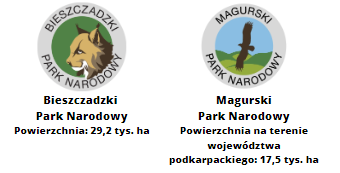 BIESZCZADZKI
PARK NARODOWY
Bieszczadzki
Park Narodowy
Powierzchnia: 29,2 tys. ha
MAGURSKI
PARK NARODOWY
Magurski
Park Narodowy
Powierzchnia na terenie
województwa
podkarpackiego: 17,5 tys. ha